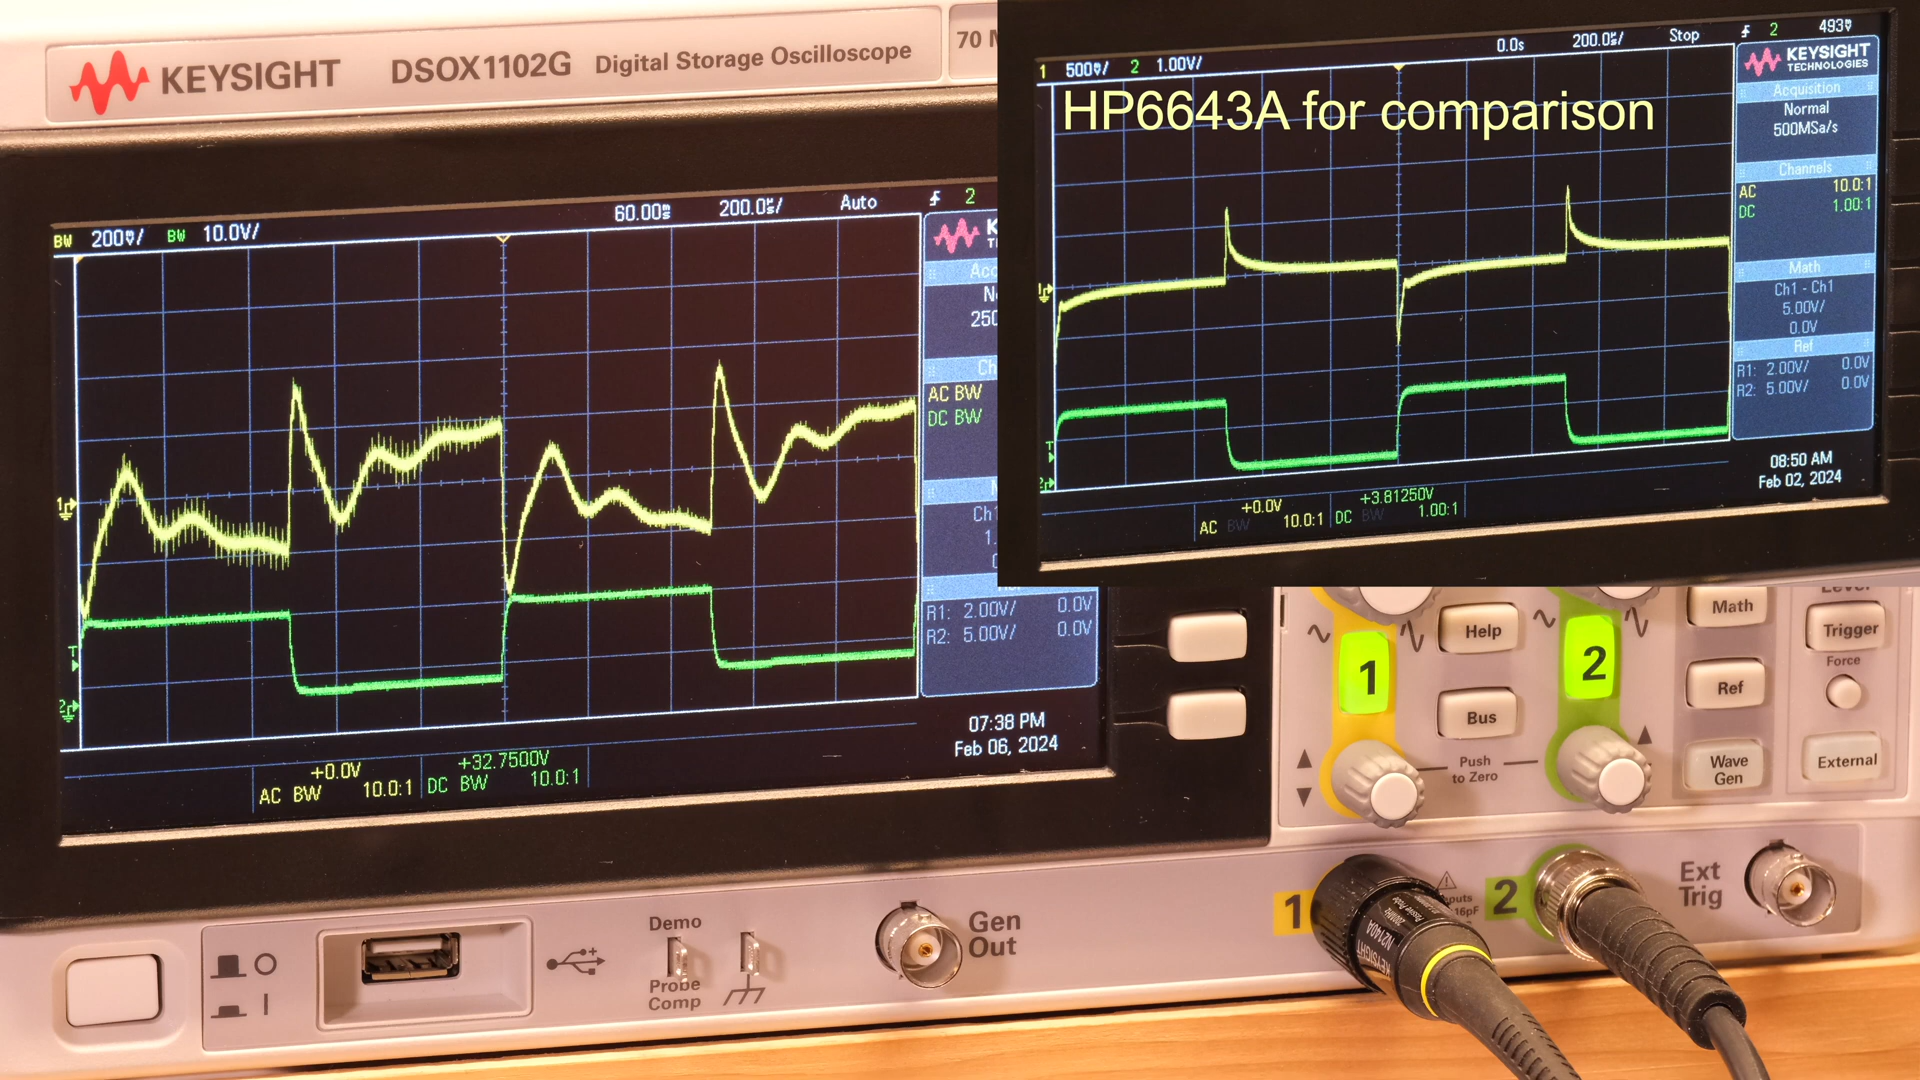 KEYSIGHT DSOX1102G Digital Storage Oscilloscope
70
BW 200mV/ BW 10.0V/ 60.00ms 200.0us/ Auto 2
AC BW
DC BW
R1: 2.00V/ 0.0V
R2: 5.00V/ 0.0V
07:38 PM
Feb 06, 2024
+0.0V +32.7500V
AC BW 10.0:1 DC BW 10.0:1
1 500mV/ 2 1.00V/ 0.0s 200.0us/ Stop 2 493mV
HP6643A for comparison
KEYSIGHT
TECHNOLOGIES
Acquisition
Normal
500MSa/s
Channels
AC 10.0:1
DC 1.00:1
Math
Ch1 - Ch1
5.00V/
0.0V
Ref
R1: 2.00V/ 0.0V
R2: 5.00V/ 0.0V
08:50 AM
Feb 02, 2024
+0.0V +3.81250V
AC BW 10.0:1 DC BW 1.00:1
Help
Math
Trigger
Force
1
2
Bus
Ref
Push
to Zero
Wave
Gen
External
Demo
Probe
Comp
Gen
Out
1
2
Ext
Trig
KEYSIGHT N2140A